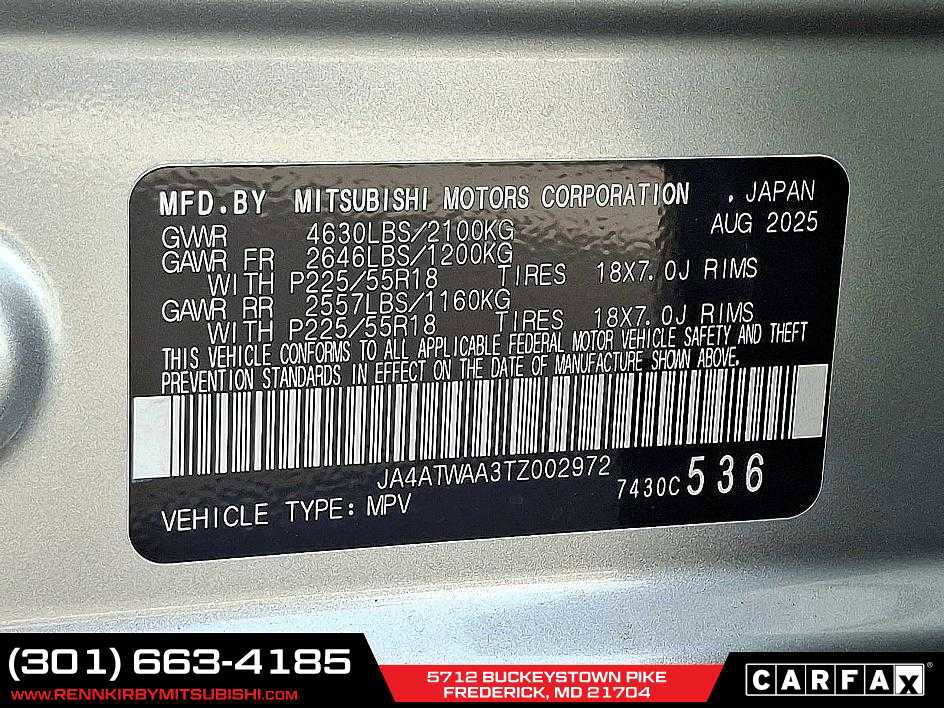 MFD.BY MITSUBISHI MOTORS CORPORATION . JAPAN
AUG 2025
GVWR 4630LBS/2100KG
GAWR FR 2646LBS/1200KG
WITH P225/55R18 TIRES 18X7.0J RIMS
GAWR RR 2557LBS/1160KG
WITH P225/55R18 TIRES 18X7.0J RIMS
THIS VEHICLE CONFORMS TO ALL APPLICABLE FEDERAL MOTOR VEHICLE SAFETY AND THEFT
PREVENTION STANDARDS IN EFFECT ON THE DATE OF MANUFACTURE SHOWN ABOVE.
JA4ATWAA3TZ002972
7430C 536
VEHICLE TYPE: MPV
(301) 663-4185
WWW.RENNKIRBYMITSUBISHI.COM
5712 BUCKEYSTOWN PIKE
FREDERICK, MD 21704
CARFAX